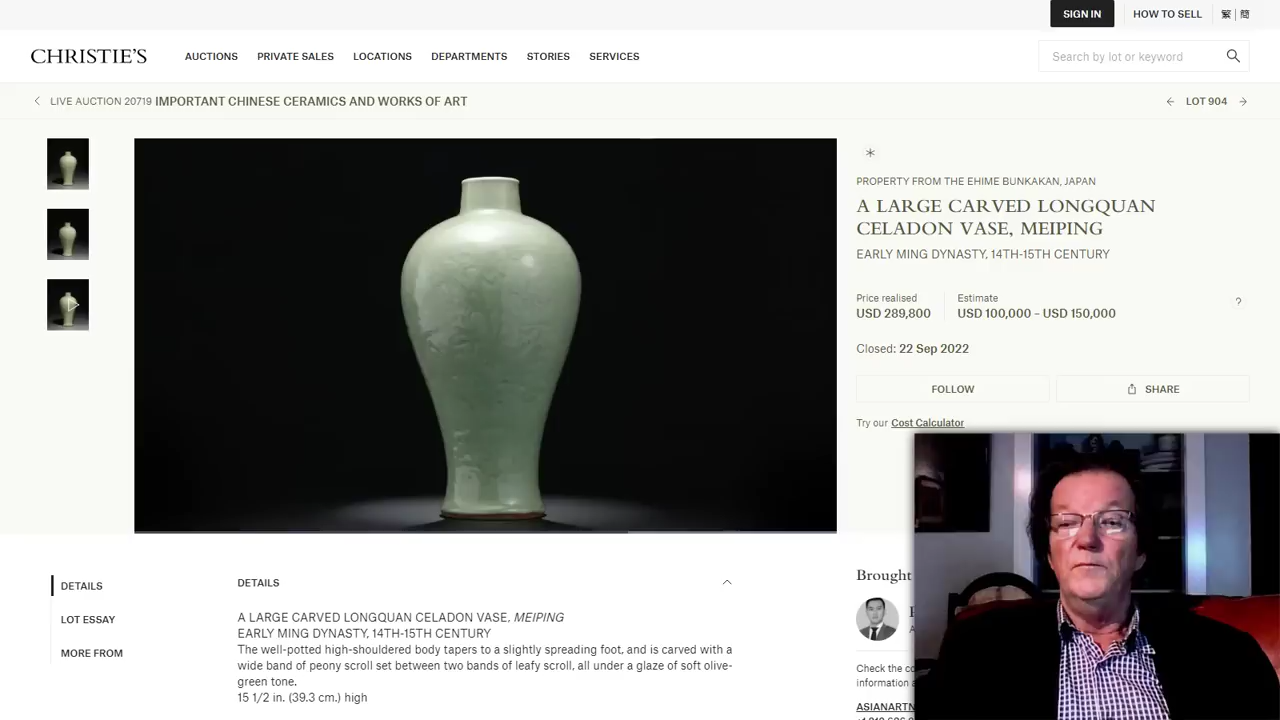 SIGN IN
HOW TO SELL
繁 | 簡
CHRISTIE'S
AUCTIONS
PRIVATE SALES
LOCATIONS
DEPARTMENTS
STORIES
SERVICES
Search by lot or keyword
LIVE AUCTION 20719 IMPORTANT CHINESE CERAMICS AND WORKS OF ART
LOT 904
PROPERTY FROM THE EHIME BUNKAKAN, JAPAN
A LARGE CARVED LONGQUAN
CELADON VASE, MEIPING
EARLY MING DYNASTY, 14TH-15TH CENTURY
Price realised
USD 289,800
Estimate
USD 100,000 – USD 150,000
?
Closed: 22 Sep 2022
FOLLOW
SHARE
Try our Cost Calculator
DETAILS
LOT ESSAY
MORE FROM
DETAILS
A LARGE CARVED LONGQUAN CELADON VASE, MEIPING
EARLY MING DYNASTY, 14TH-15TH CENTURY
The well-potted high-shouldered body tapers to a slightly spreading foot, and is carved with a
wide band of peony scroll set between two bands of leafy scroll, all under a glaze of soft olive-
green tone.
15 1/2 in. (39.3 cm.) high
Brought
Check the
information
ASIANART